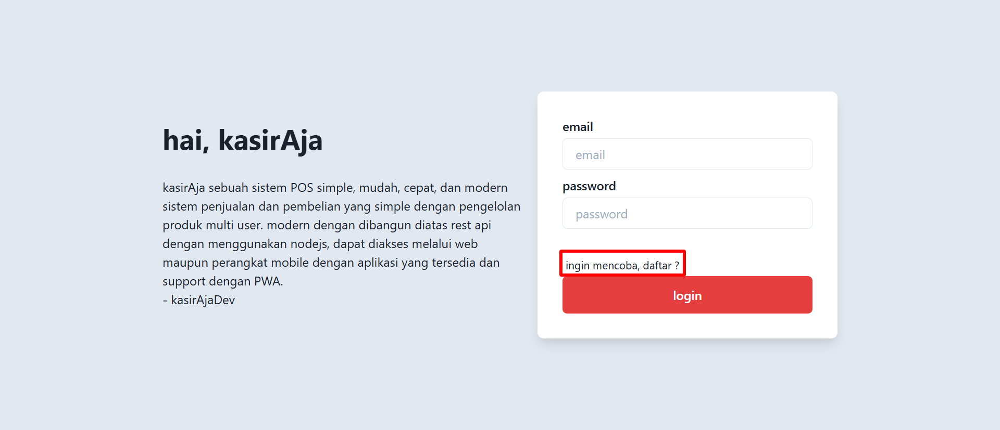 hai, kasirAja
kasirAja sebuah sistem POS simple, mudah, cepat, dan modern
sistem penjualan dan pembelian yang simple dengan pengelolan
produk multi user. modern dengan dibangun diatas rest api
dengan menggunakan nodejs, dapat diakses melalui web
maupun perangkat mobile dengan aplikasi yang tersedia dan
support dengan PWA.
- kasirAjaDev
email
email
password
password
ingin mencoba, daftar ?
login